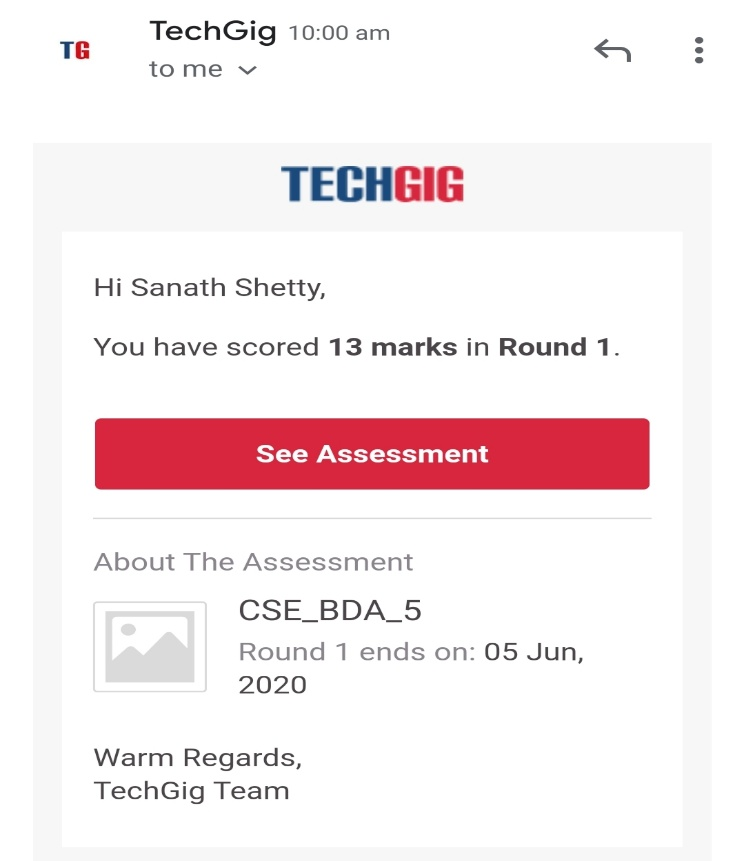 TG
TechGig 10:00 am
to me
TECHGIG
Hi Sanath Shetty,
You have scored 13 marks in Round 1.
See Assessment
About The Assessment
CSE_BDA_5
Round 1 ends on: 05 Jun,
2020
Warm Regards,
TechGig Team